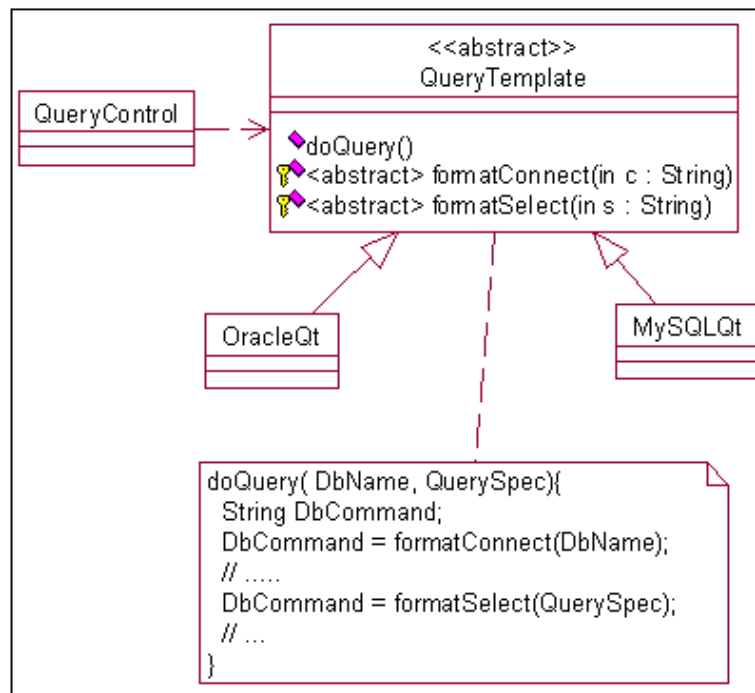 <<abstract>>
QueryTemplate
QueryControl
doQuery()
<abstract> formatConnect(in c : String)
<abstract> formatSelect(in s : String)
OracleQt
MySQLQt
doQuery( DbName, QuerySpec){
String DbCommand;
DbCommand = formatConnect(DbName);
// .....
DbCommand = formatSelect(QuerySpec);
// ...
}